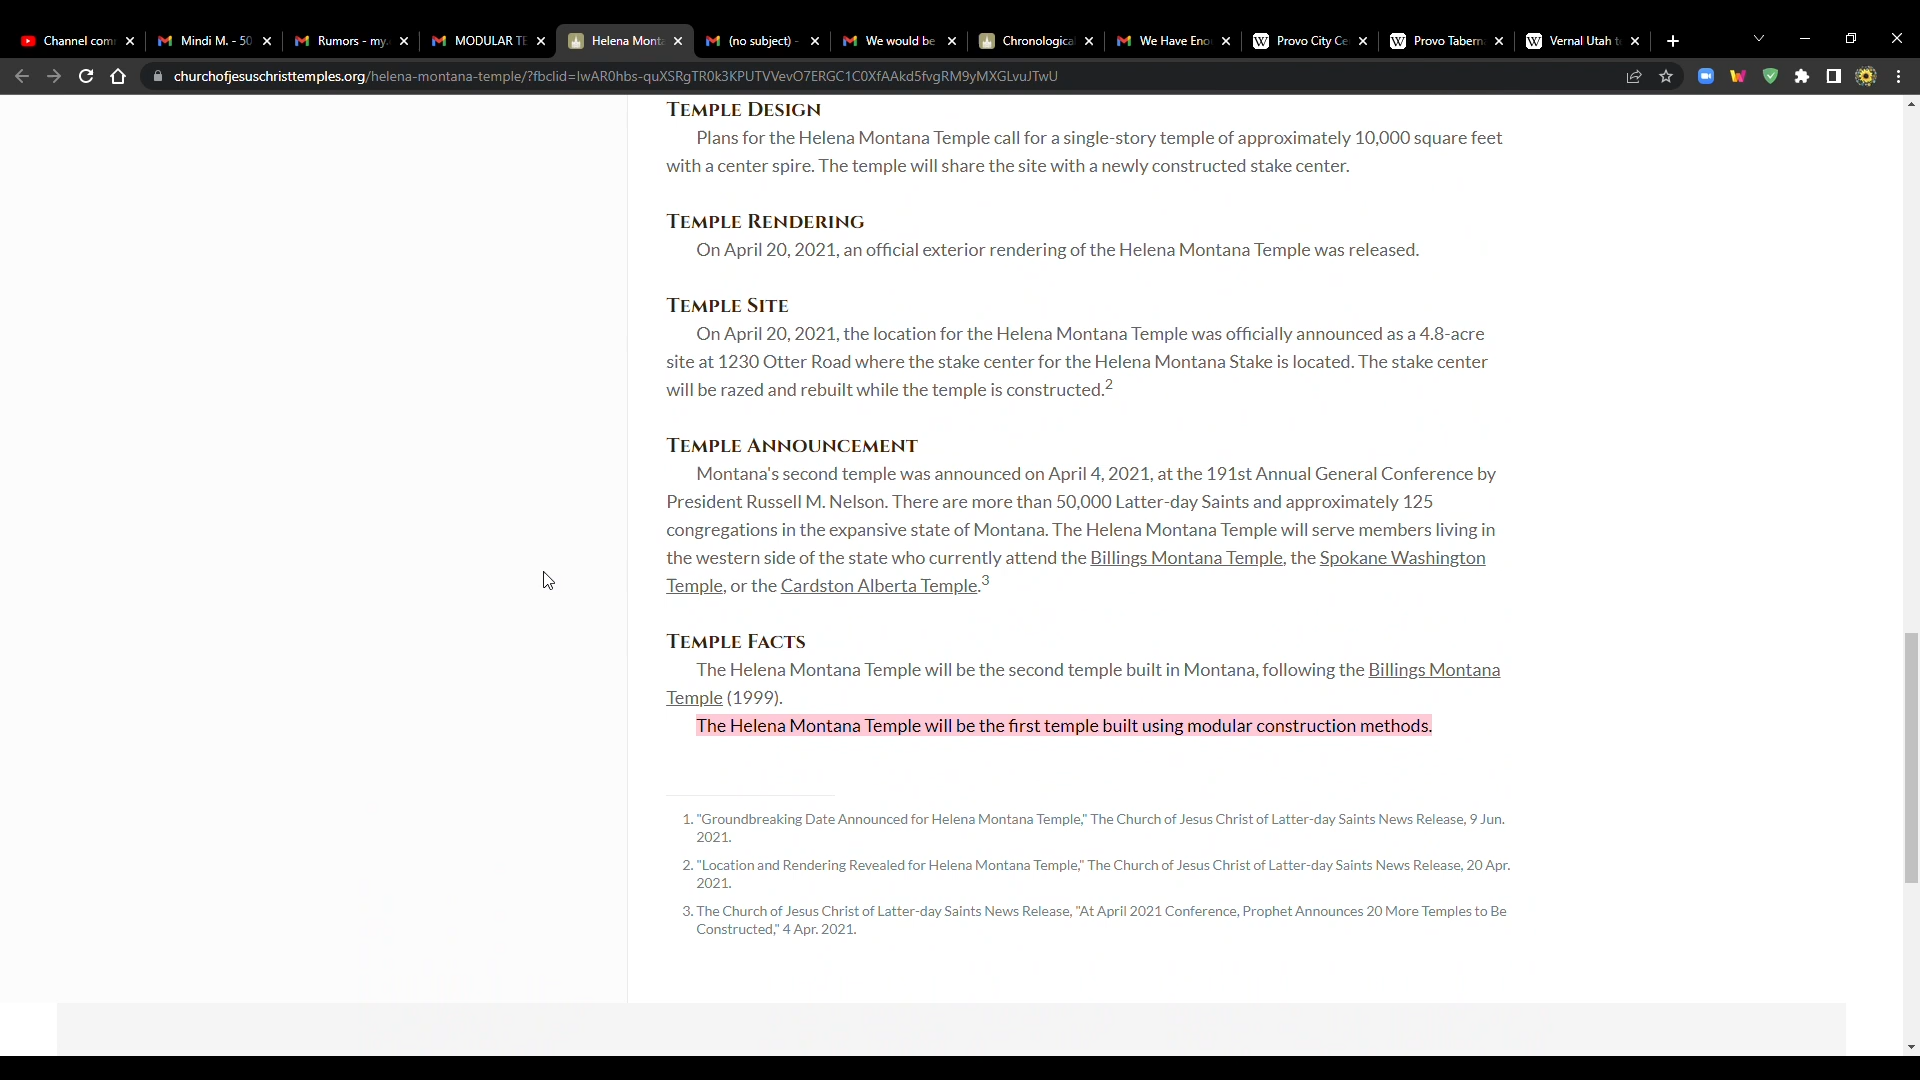 Channel com
Mindi M. - 50
Rumors - my.
MODULAR TE
Helena Mont
(no subject) -
We would be
Chronologica
We Have Eno
Provo City Ce
Provo Tabern
Vernal Utah t
churchofjesuschristtemples.org/helena-montana-temple/?fbclid=IwAR0hbs-quXSRgTR0k3KPUTVVevO7ERGC1C0XfAAkd5fvgRM9yMXGLvuJTwU
TEMPLE DESIGN
Plans for the Helena Montana Temple call for a single-story temple of approximately 10,000 square feet
with a center spire. The temple will share the site with a newly constructed stake center.
TEMPLE RENDERING
On April 20, 2021, an official exterior rendering of the Helena Montana Temple was released.
TEMPLE SITE
On April 20, 2021, the location for the Helena Montana Temple was officially announced as a 4.8-acre
site at 1230 Otter Road where the stake center for the Helena Montana Stake is located. The stake center
will be razed and rebuilt while the temple is constructed.2
TEMPLE ANNOUNCEMENT
Montana's second temple was announced on April 4, 2021, at the 191st Annual General Conference by
President Russell M. Nelson. There are more than 50,000 Latter-day Saints and approximately 125
congregations in the expansive state of Montana. The Helena Montana Temple will serve members living in
the western side of the state who currently attend the Billings Montana Temple, the Spokane Washington
Temple, or the Cardston Alberta Temple.3
TEMPLE FACTS
The Helena Montana Temple will be the second temple built in Montana, following the Billings Montana
Temple (1999).
The Helena Montana Temple will be the first temple built using modular construction methods.
1. "Groundbreaking Date Announced for Helena Montana Temple," The Church of Jesus Christ of Latter-day Saints News Release, 9 Jun.
2021.
2. "Location and Rendering Revealed for Helena Montana Temple," The Church of Jesus Christ of Latter-day Saints News Release, 20 Apr.
2021.
3. The Church of Jesus Christ of Latter-day Saints News Release, "At April 2021 Conference, Prophet Announces 20 More Temples to Be
Constructed," 4 Apr. 2021.